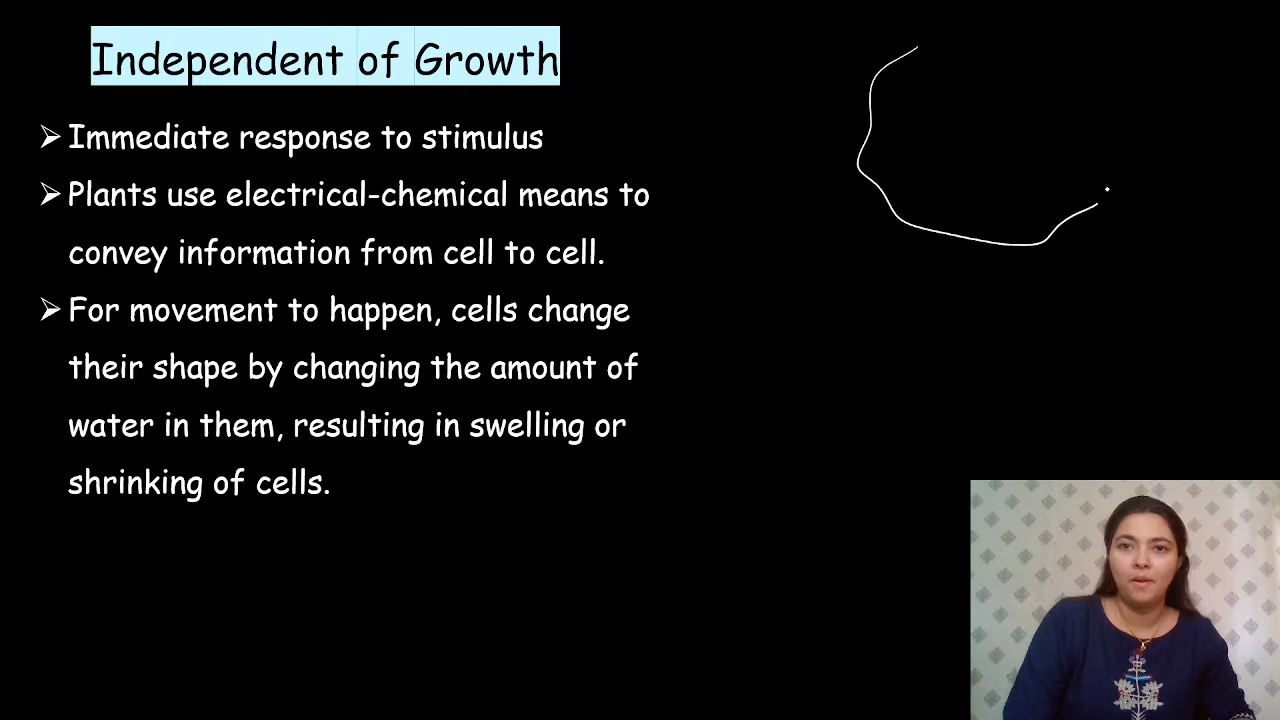 Independent of Growth
➢ Immediate response to stimulus
➢ Plants use electrical-chemical means to
convey information from cell to cell.
➢ For movement to happen, cells change
their shape by changing the amount of
water in them, resulting in swelling or
shrinking of cells.